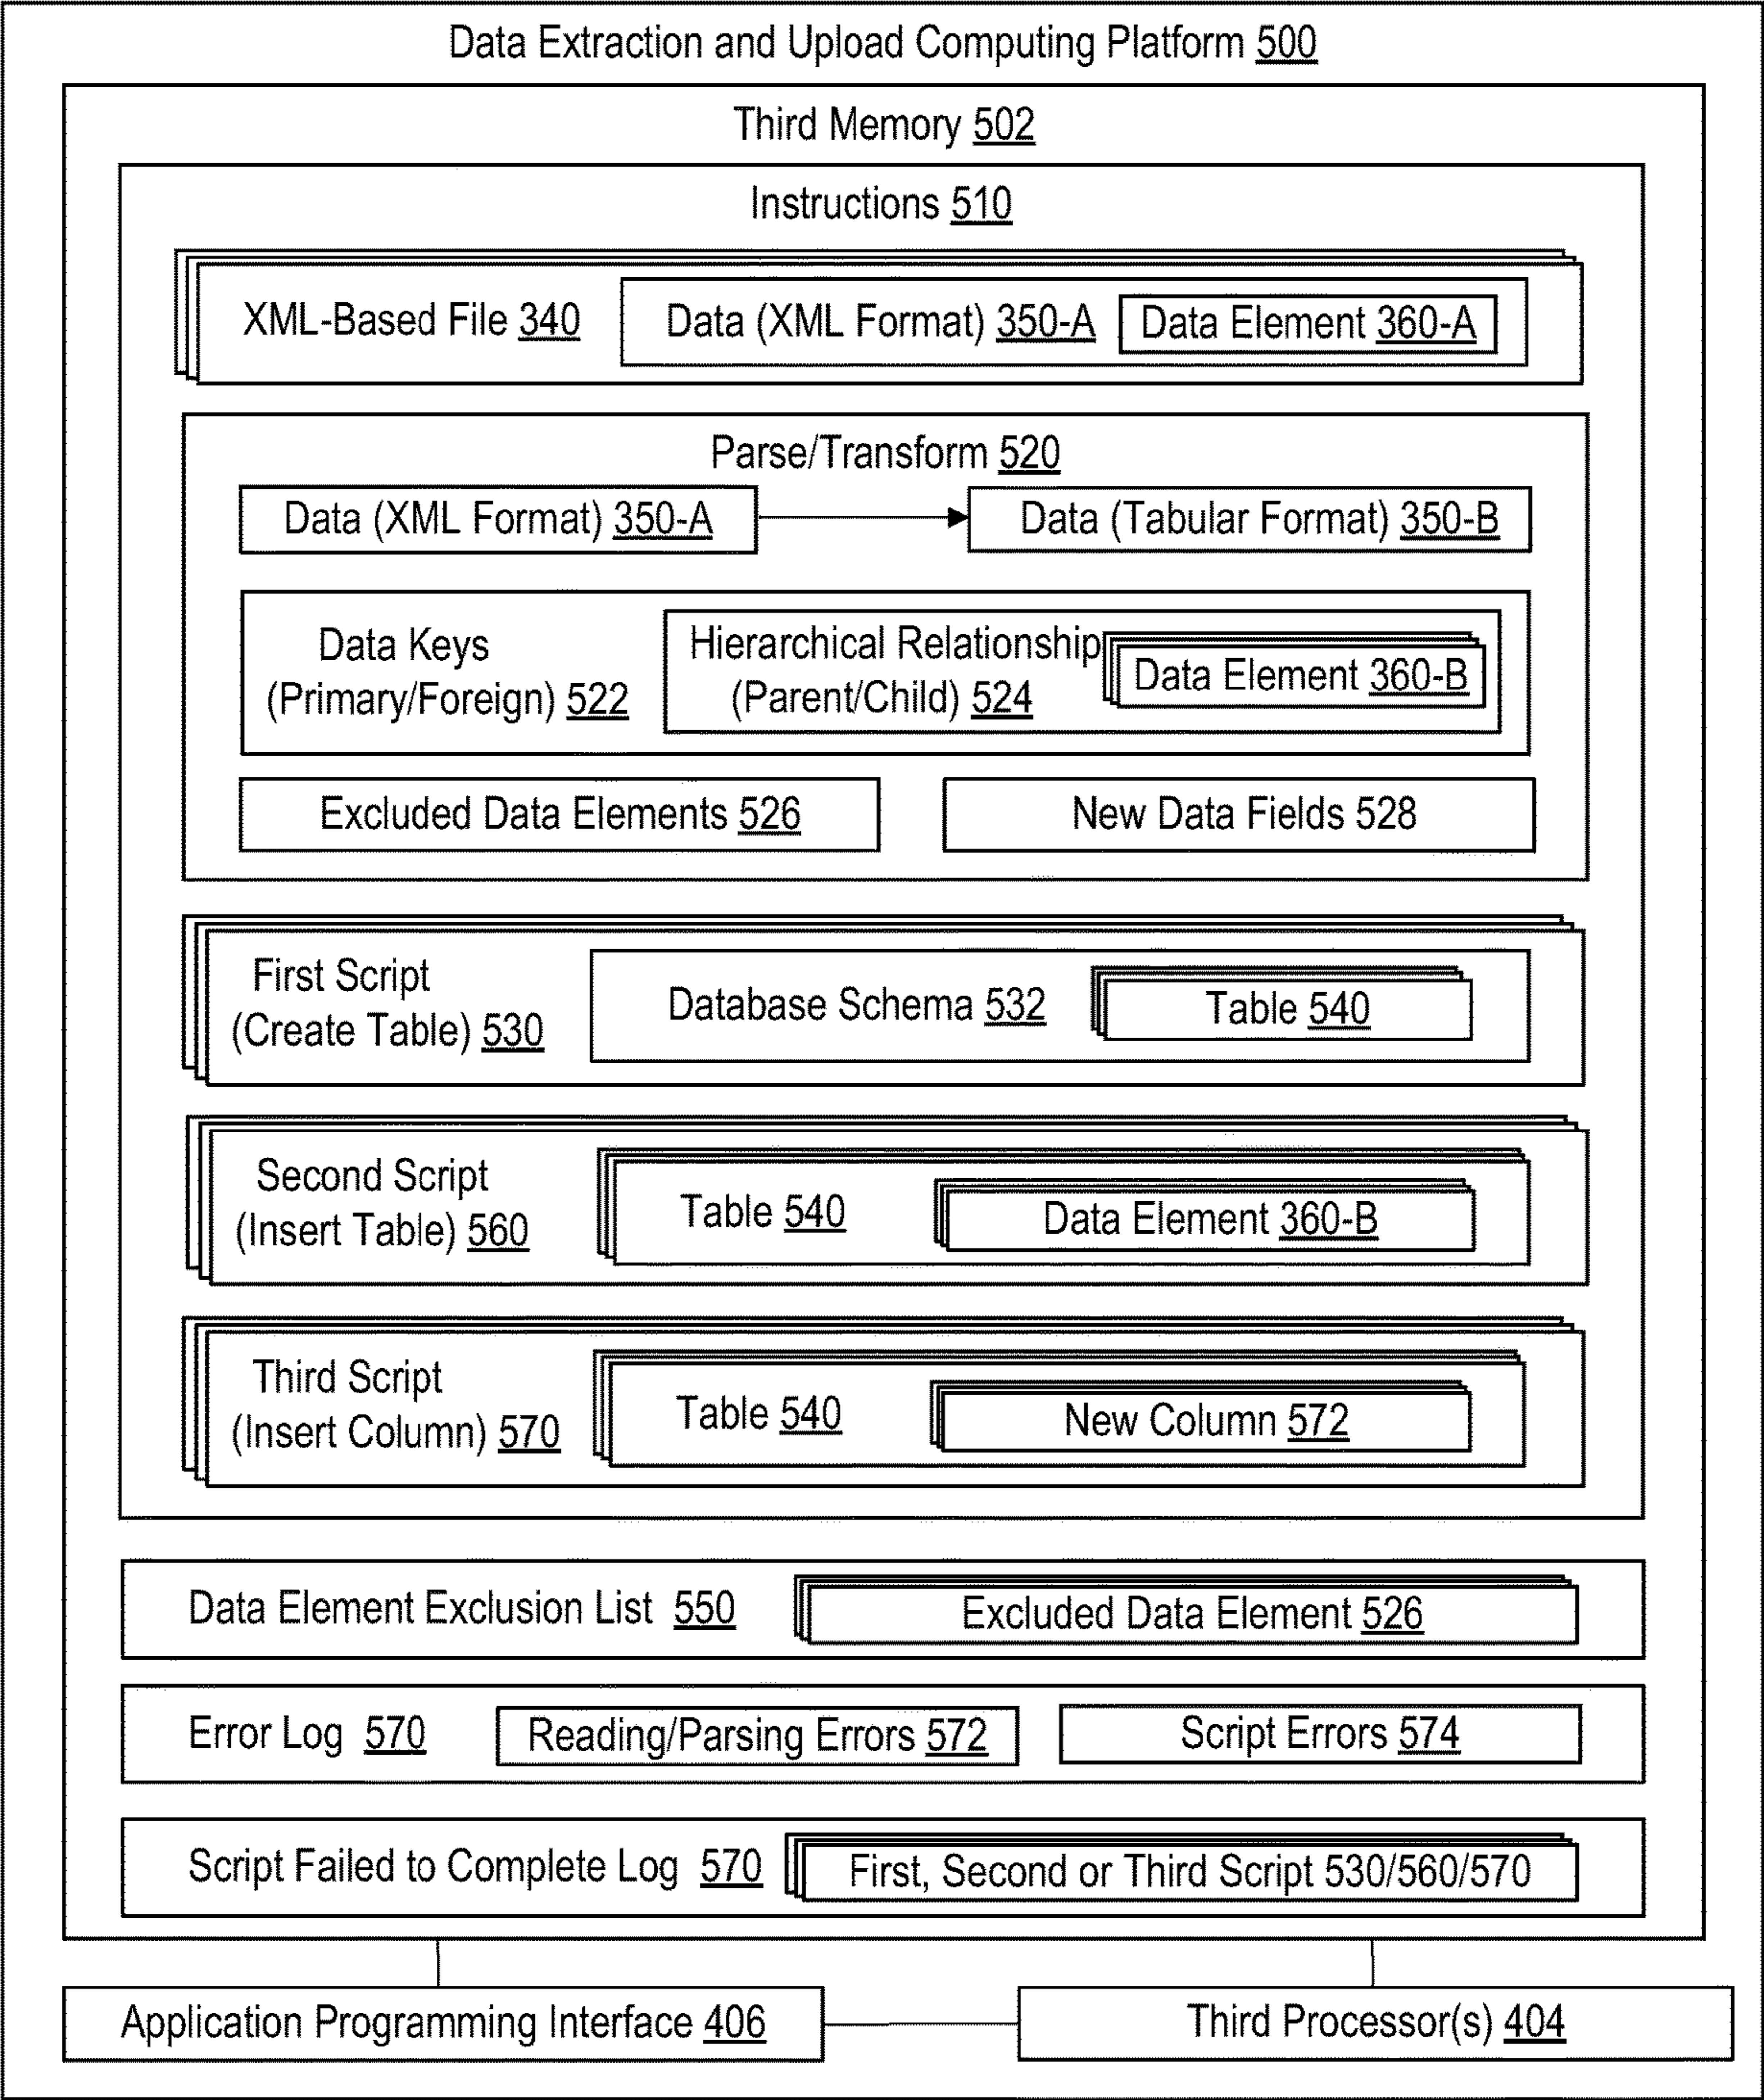 Data Extraction and Upload Computing Platform 500
Third Memory 502
Instructions 510
XML-Based File 340
Data (XML Format) 350-A
Data Element 360-A
Parse/Transform 520
Data (XML Format) 350-A
Data (Tabular Format) 350-B
Data Keys
(Primary/Foreign) 522
Hierarchical Relationship
(Parent/Child) 524
Data Element 360-B
Excluded Data Elements 526
New Data Fields 528
First Script
(Create Table) 530
Database Schema 532
Table 540
Second Script
(Insert Table) 560
Table 540
Data Element 360-B
Third Script
(Insert Column) 570
Table 540
New Column 572
Data Element Exclusion List 550
Excluded Data Element 526
Error Log 570
Reading/Parsing Errors 572
Script Errors 574
Script Failed to Complete Log 570
First, Second or Third Script 530/560/570
Application Programming Interface 406
Third Processor(s) 404